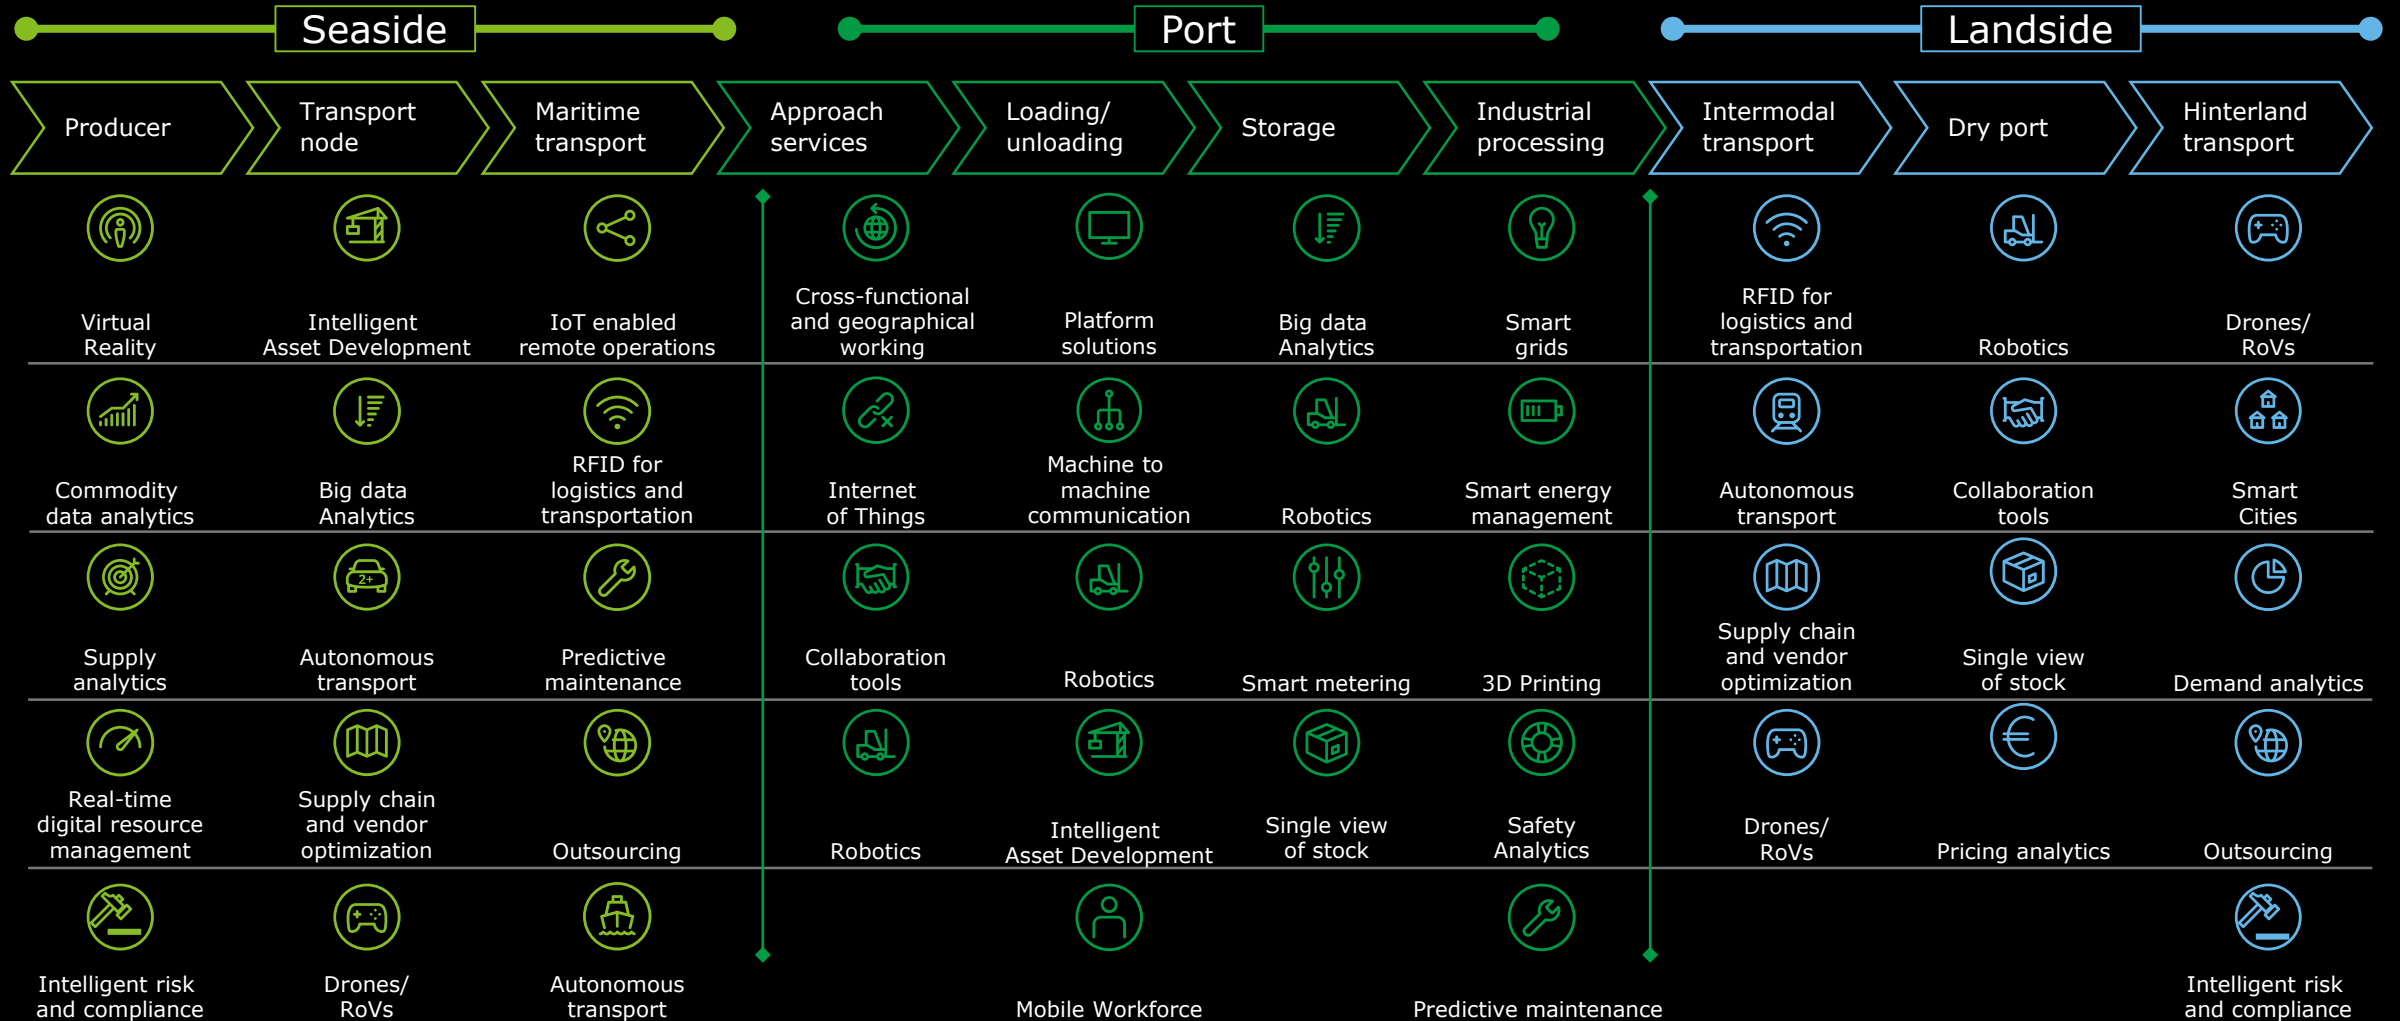 Seaside
Port
Landside
Producer
Transport
node
Maritime
transport
Approach
services
Loading/
unloading
Storage
Industrial
processing
Intermodal
transport
Dry port
Hinterland
transport
Virtual
Reality
Intelligent
Asset Development
IoT enabled
remote operations
Cross-functional
and geographical
working
Platform
solutions
Big data
Analytics
Smart
grids
RFID for
logistics and
transportation
Robotics
Drones/
RoVs
Commodity
data analytics
Big data
Analytics
RFID for
logistics and
transportation
Internet
of Things
Machine to
machine
communication
Robotics
Smart energy
management
Autonomous
transport
Collaboration
tools
Smart
Cities
Supply
analytics
2+
Autonomous
transport
Predictive
maintenance
Collaboration
tools
Robotics
Smart metering
3D Printing
Supply chain
and vendor
optimization
Single view
of stock
Demand analytics
Real-time
digital resource
management
Supply chain
and vendor
optimization
Outsourcing
Robotics
Intelligent
Asset Development
Single view
of stock
Safety
Analytics
Drones/
RoVs
€
Pricing analytics
Outsourcing
Intelligent risk
and compliance
Drones/
RoVs
Autonomous
transport
Mobile Workforce
Predictive maintenance
Intelligent risk
and compliance